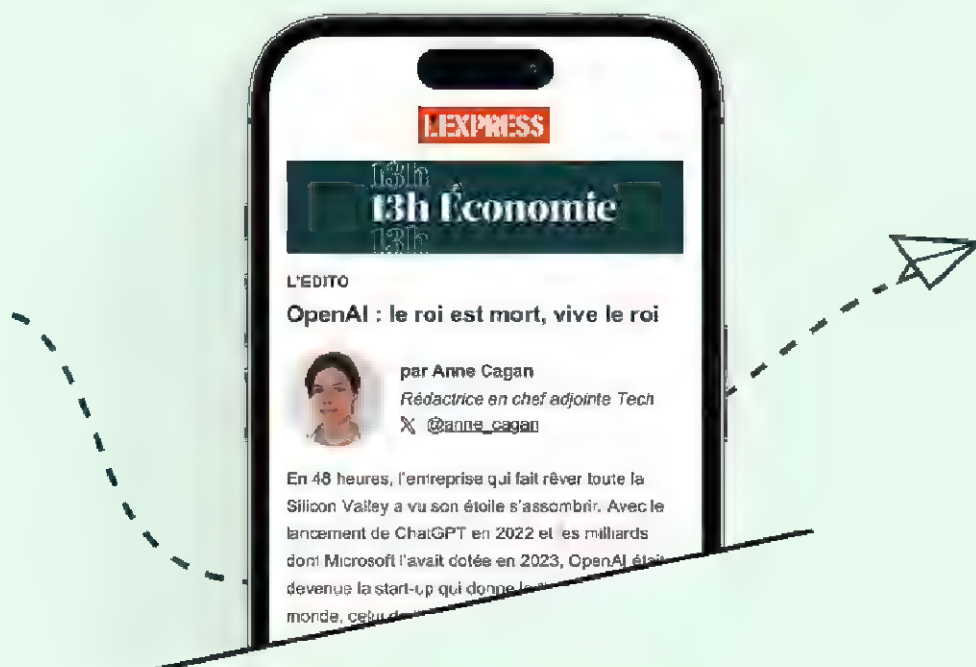 L'EXPRESS
13h
13h Économie
13h
L'EDITO
OpenAI : le roi est mort, vive le roi
par Anne Cagan
Rédactrice en chef adjointe Tech
@anne_cagan
En 48 heures, l'entreprise qui fait rêver toute la
Silicon Valley a vu son étoile s'assombrir. Avec le
lancement de ChatGPT en 2022 et les milliards
dont Microsoft l'avait dotée en 2023, OpenAI était
devenue la start-up qui donne
monde, celui